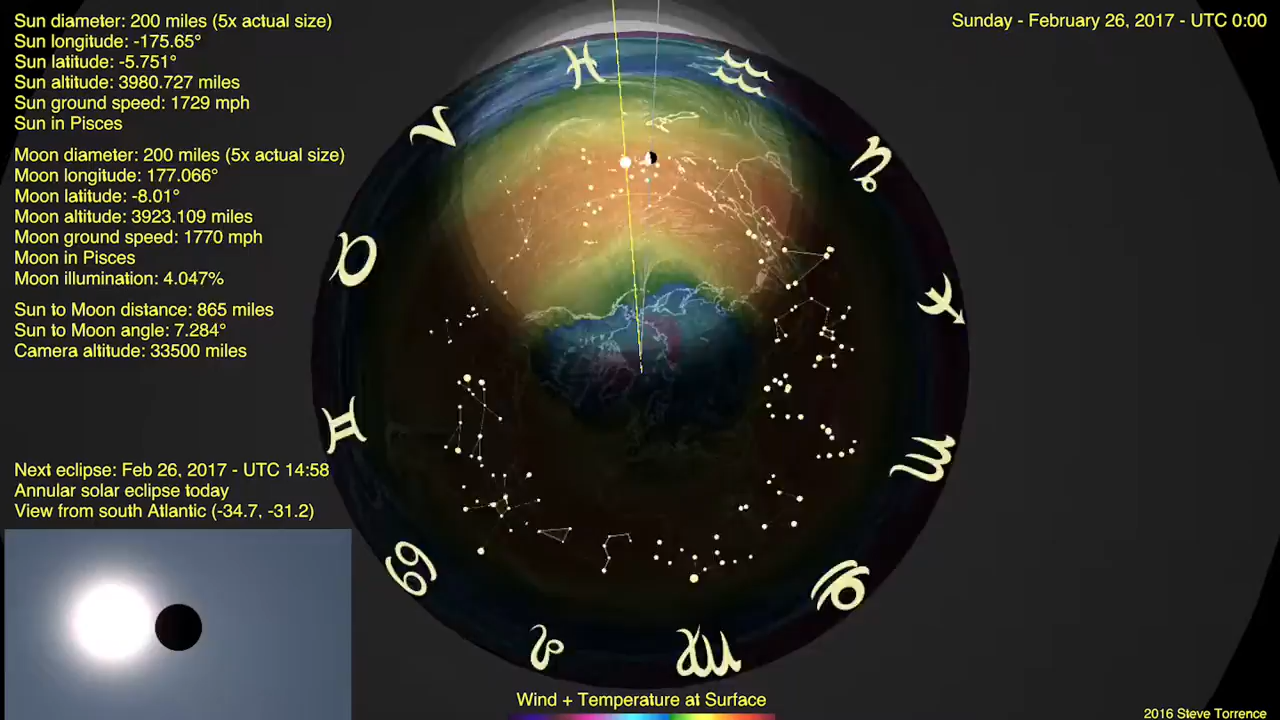 Sun diameter: 200 miles (5x actual size)
Sun longitude: -175.65°
Sun latitude: -5.751°
Sun altitude: 3980.727 miles
Sun ground speed: 1729 mph
Sun in Pisces
Moon diameter: 200 miles (5x actual size)
Moon longitude: 177.066°
Moon latitude: -8.01°
Moon altitude: 3923.109 miles
Moon ground speed: 1770 mph
Moon in Pisces
Moon illumination: 4.047%
Sun to Moon distance: 865 miles
Sun to Moon angle: 7.284°
Camera altitude: 33500 miles
Sunday - February 26, 2017 - UTC 0:00
Next eclipse: Feb 26, 2017 - UTC 14:58
Annular solar eclipse today
View from south Atlantic (-34.7, -31.2)
Wind + Temperature at Surface
2016 Steve Torrence